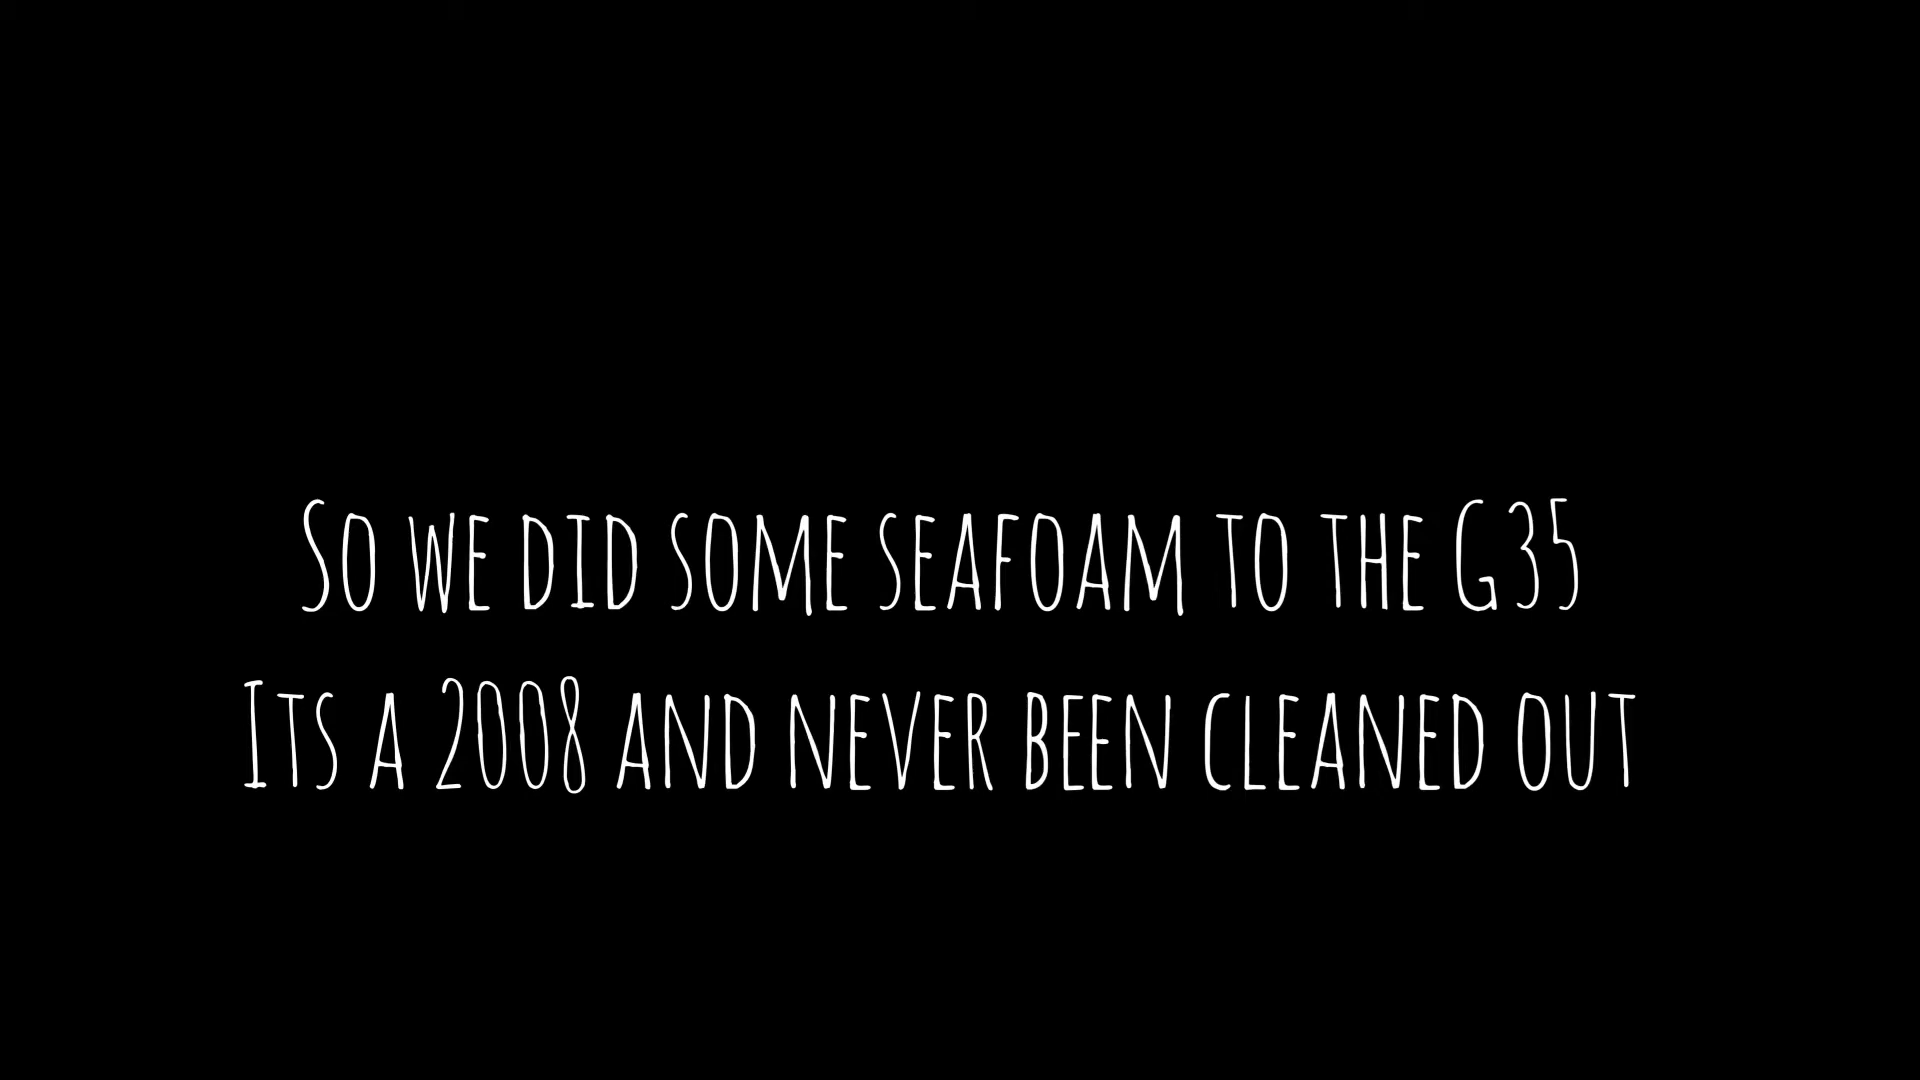 So we did some seafoam to the G35
Its a 2008 and never been cleaned out